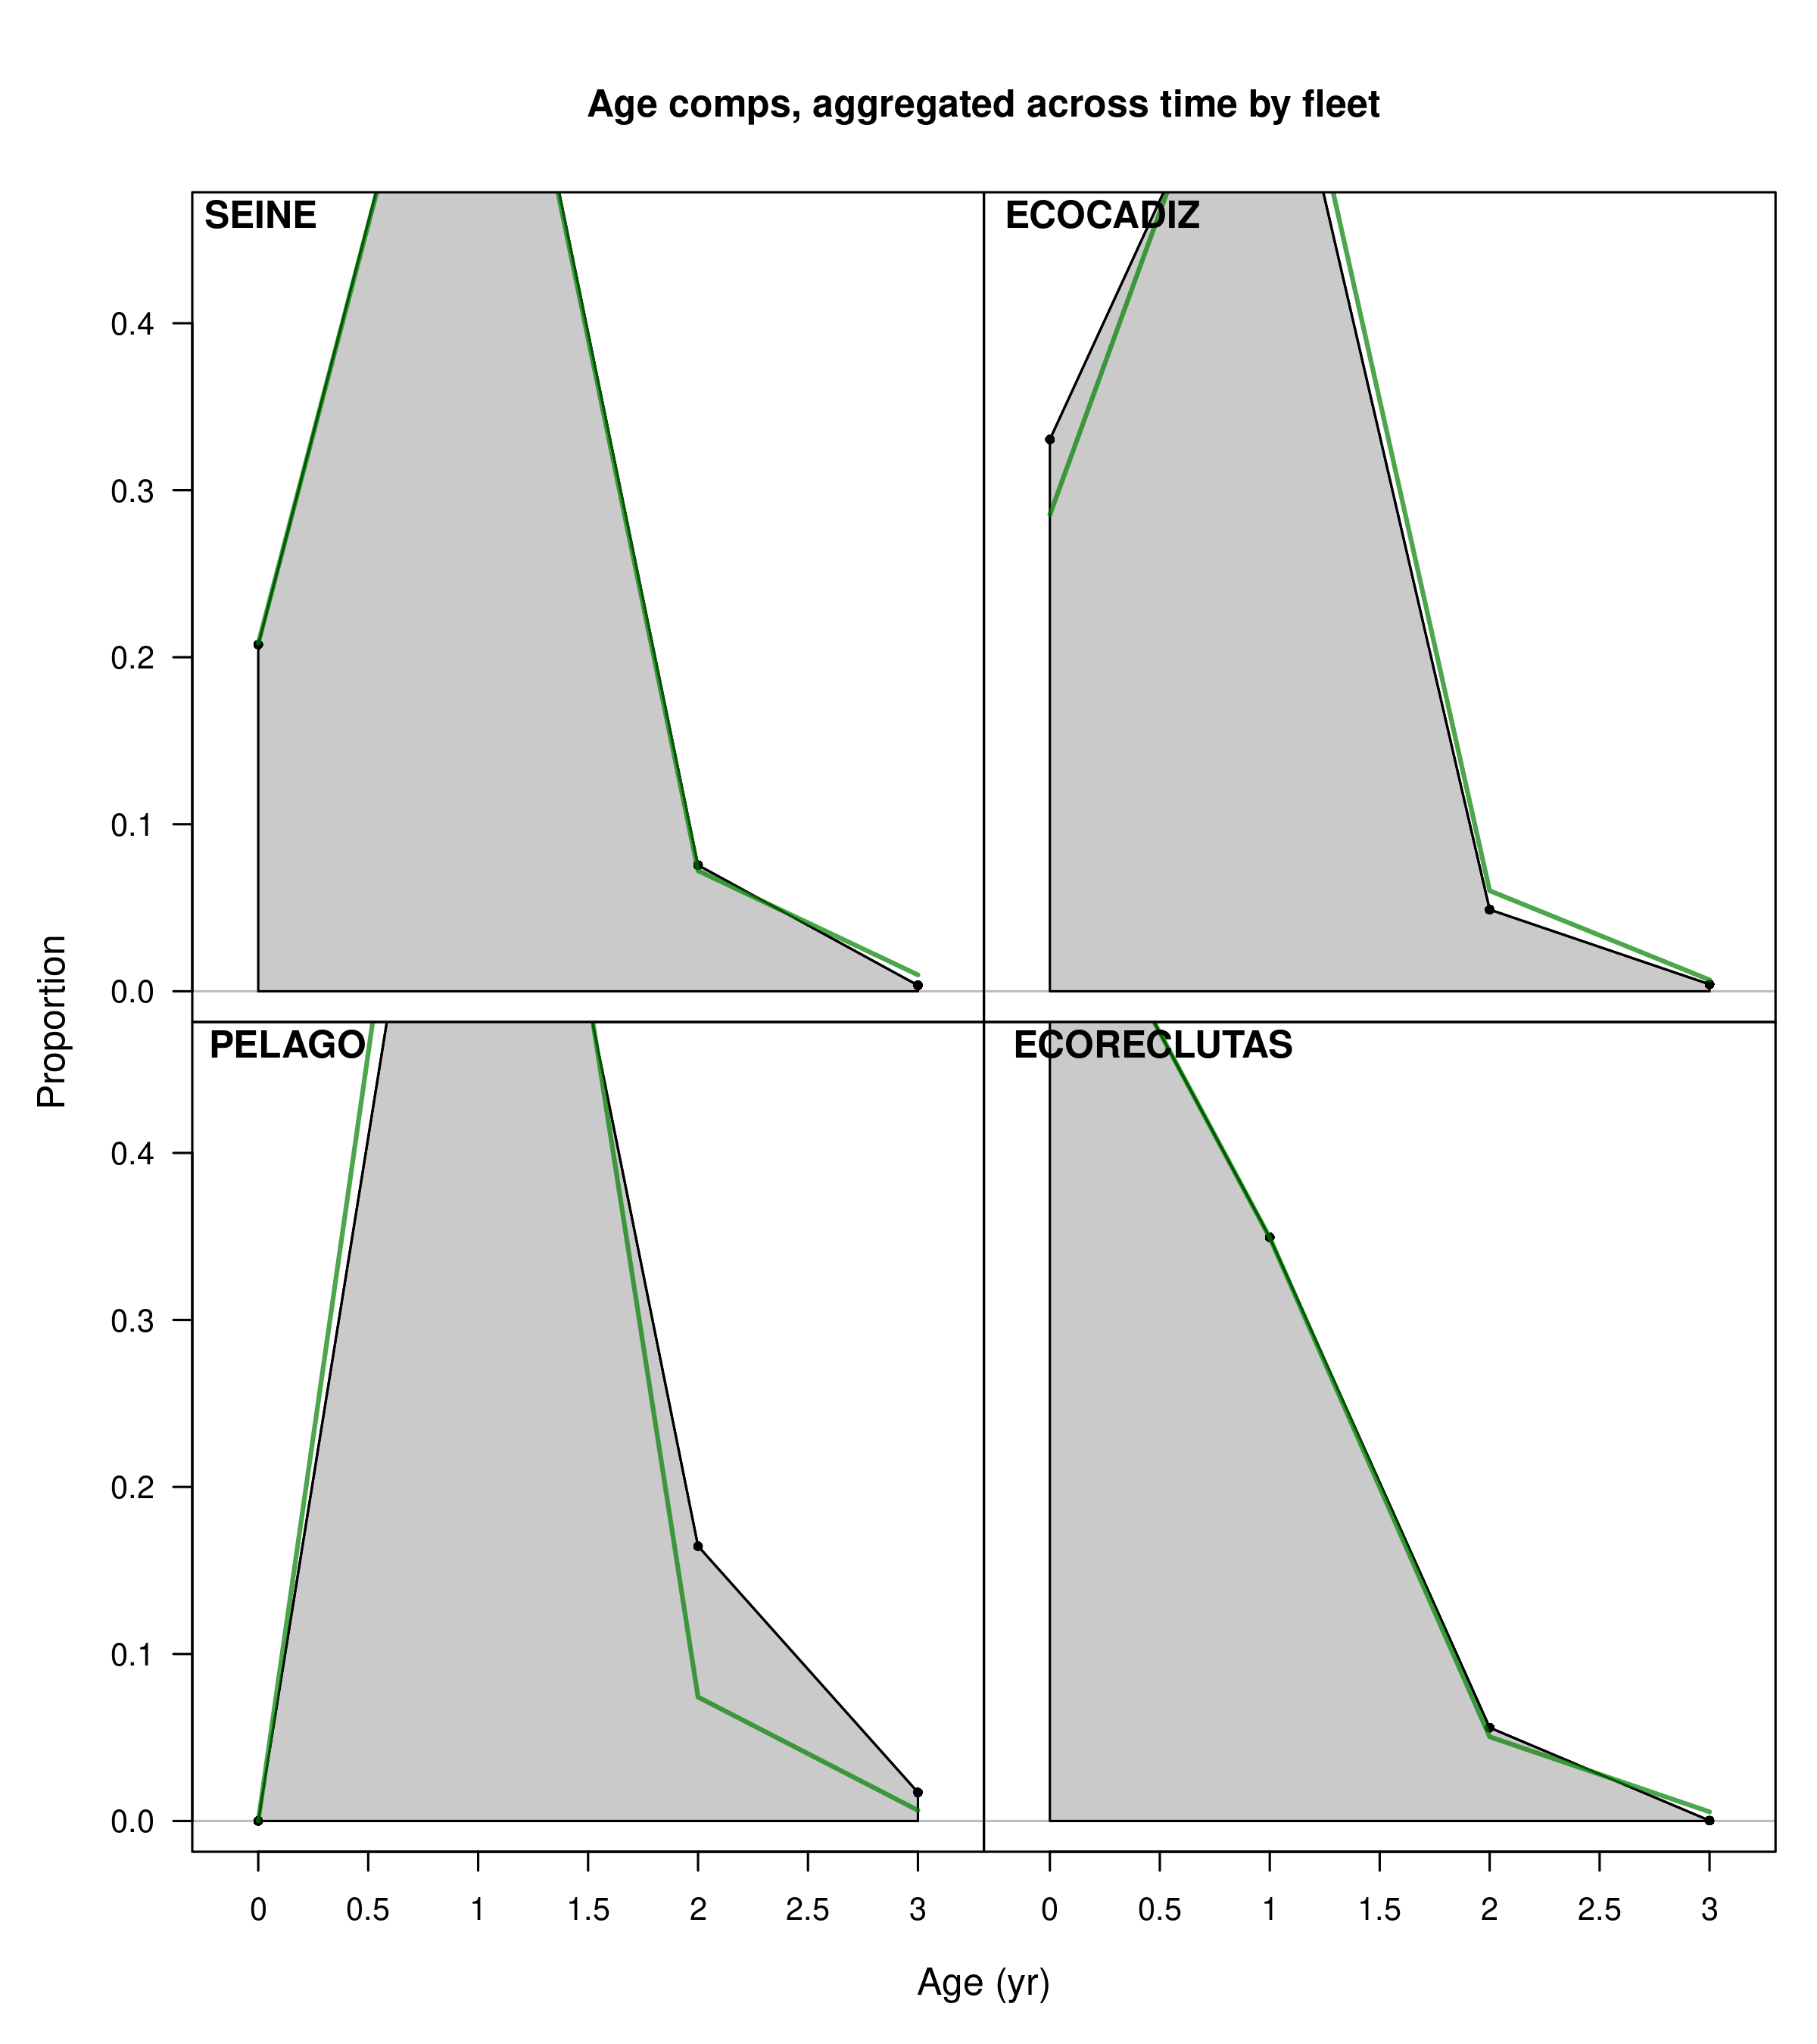 Age comps, aggregated across time by fleet
SEINE
ECOCADIZ
0.4
0.3
0.2
0.1
0.0
Proportion
PELAGO
ECORECLUTAS
0.4
0.3
0.2
0.1
0.0
0 0.5 1 1.5 2 2.5 3
0 0.5 1 1.5 2 2.5 3
Age (yr)